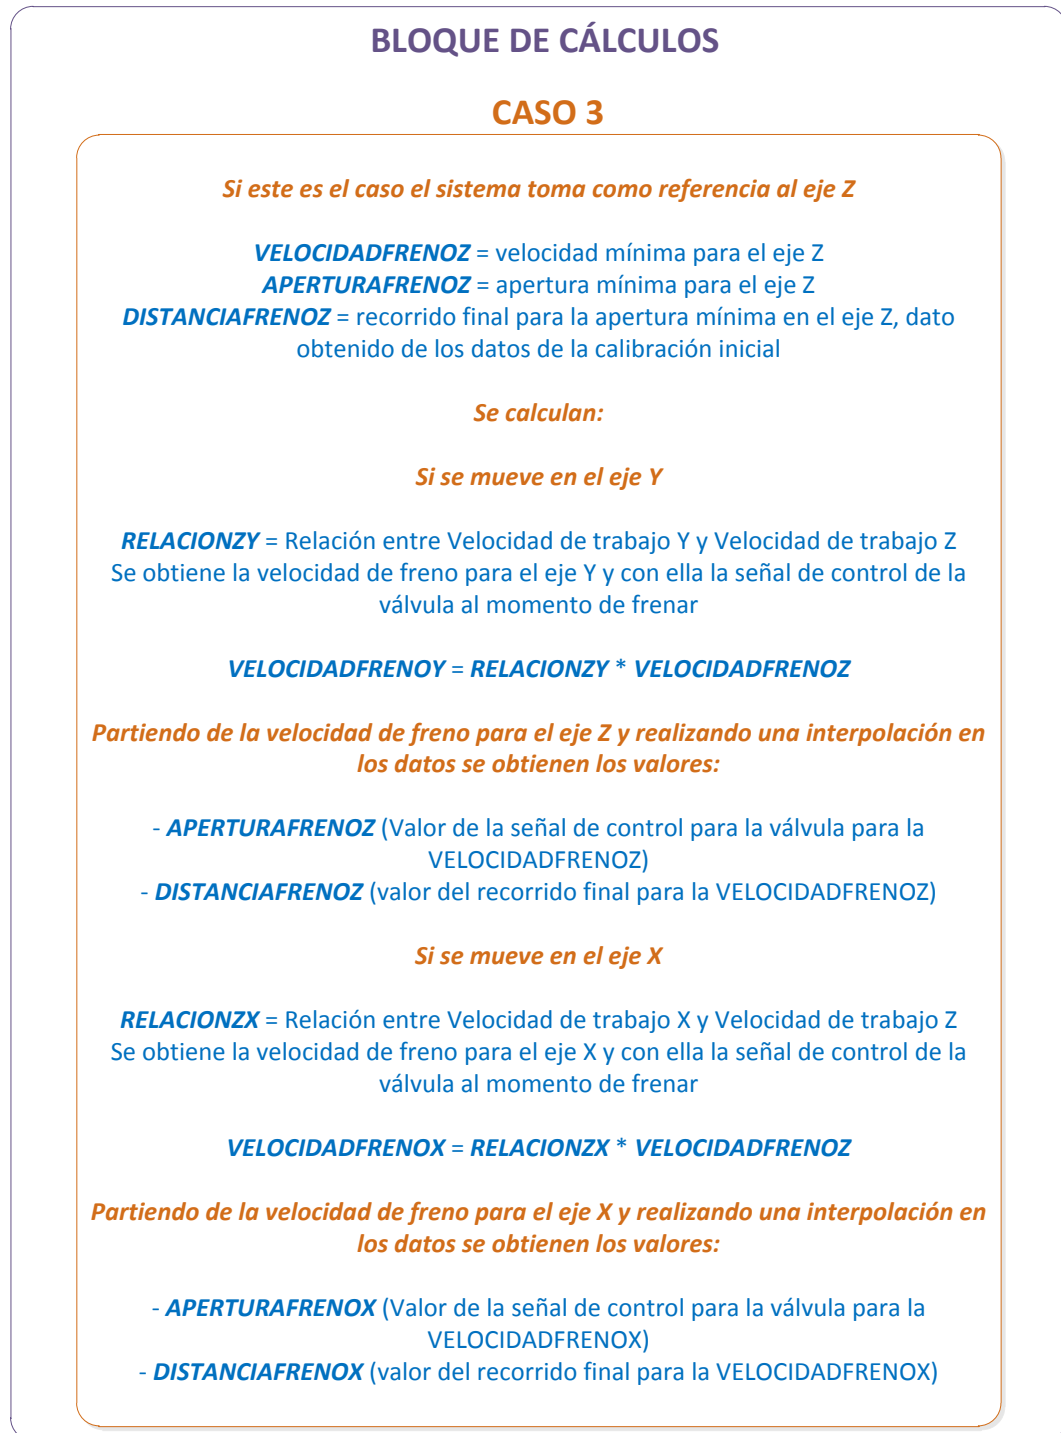 BLOQUE DE CÁLCULOS
CASO 3
Si este es el caso el sistema toma como referencia al eje Z
VELOCIDADFRENOZ = velocidad mínima para el eje Z
APERTURAFRENOZ = apertura mínima para el eje Z
DISTANCIAFRENOZ = recorrido final para la apertura mínima en el eje Z, dato
obtenido de los datos de la calibración inicial
Se calculan:
Si se mueve en el eje Y
RELACIONZY = Relación entre Velocidad de trabajo Y y Velocidad de trabajo Z
Se obtiene la velocidad de freno para el eje Y y con ella la señal de control de la
válvula al momento de frenar
VELOCIDADFRENOY = RELACIONZY * VELOCIDADFRENOZ
Partiendo de la velocidad de freno para el eje Z y realizando una interpolación en
los datos se obtienen los valores:
- APERTURAFRENOZ (Valor de la señal de control para la válvula para la
VELOCIDADFRENOZ)
- DISTANCIAFRENOZ (valor del recorrido final para la VELOCIDADFRENOZ)
Si se mueve en el eje X
RELACIONZX = Relación entre Velocidad de trabajo X y Velocidad de trabajo Z
Se obtiene la velocidad de freno para el eje X y con ella la señal de control de la
válvula al momento de frenar
VELOCIDADFRENOX = RELACIONZX * VELOCIDADFRENOZ
Partiendo de la velocidad de freno para el eje X y realizando una interpolación en
los datos se obtienen los valores:
- APERTURAFRENOX (Valor de la señal de control para la válvula para la
VELOCIDADFRENOX)
- DISTANCIAFRENOX (valor del recorrido final para la VELOCIDADFRENOX)